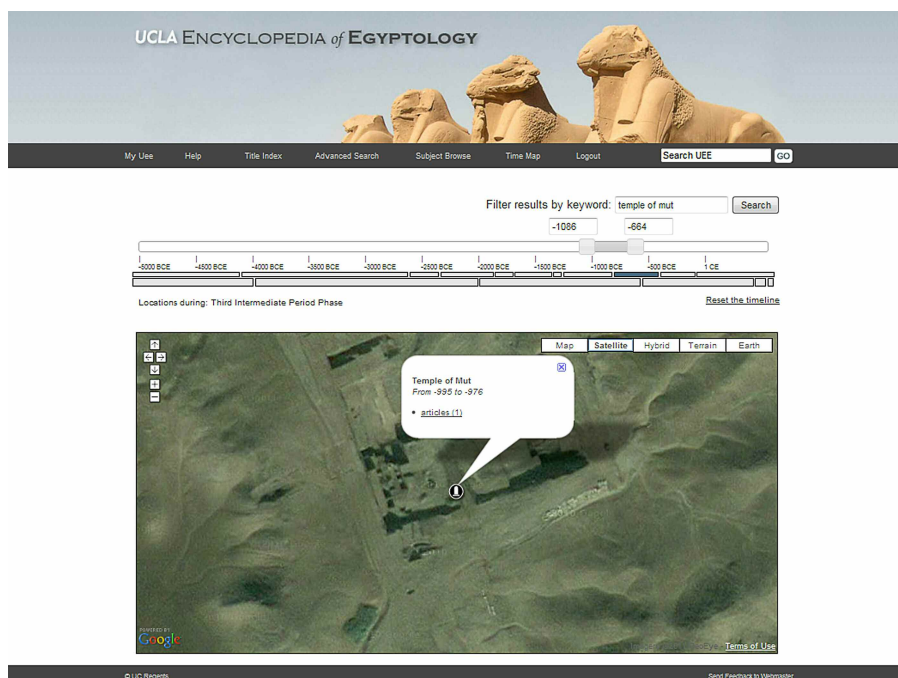 UCLA ENCYCLOPEDIA of EGYPTOLOGY
My Uee Help Title Index Advanced Search Subject Browse Time Map Logout Search UEE GO
Filter results by keyword: temple of mut Search
-1086 -664
-5000 BCE -4500 BCE -4000 BCE -3500 BCE -3000 BCE -2500 BCE -2000 BCE -1500 BCE -1000 BCE -500 BCE 1 CE
Locations during: Third Intermediate Period Phase Reset the timeline
Map Satellite Hybrid Terrain Earth
Temple of Mut
From -995 to -976
• articles (1)
POWERED BY
Google
Terms of Use
© UC Regents Send Feedback to Webmaster